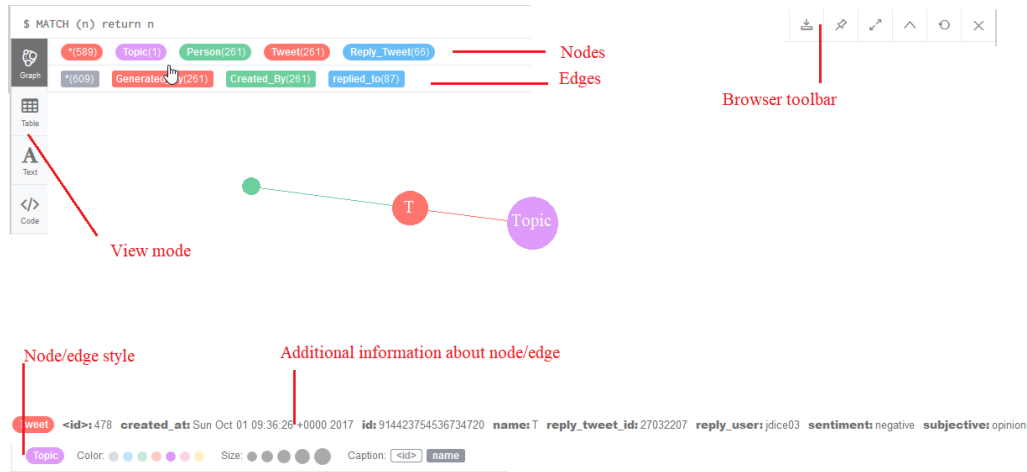 $ MATCH (n) return n
Graph
*(589) Topic(1) Person(261) Tweet(261) Reply_Tweet(66)
Nodes
*(609) Generated_By(261) Created_By(261) replied_to(87)
Edges
Browser toolbar
Table
A
Text
</>
Code
T
Topic
View mode
Node/edge style
Additional information about node/edge
Tweet <id>: 478 created_at: Sun Oct 01 09:36:26 +0000 2017 id: 914423754536734720 name: T reply_tweet_id: 27032207 reply_user: jdice03 sentiment: negative subjective: opinion
Topic Color: Size: Caption: <id> name